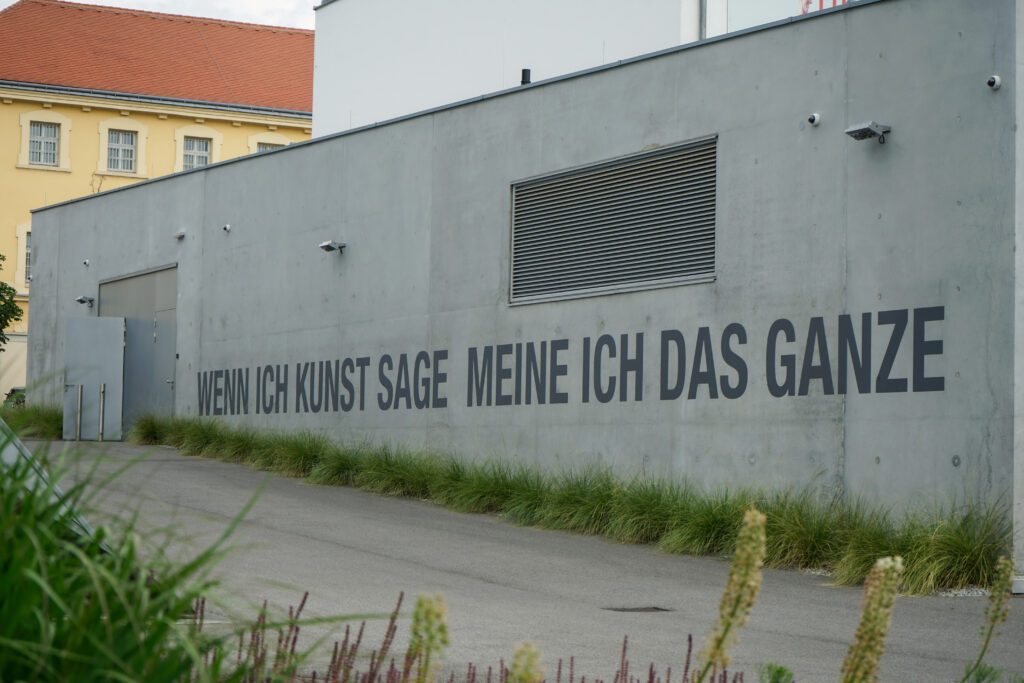 WENN ICH KUNST SAGE MEINE ICH DAS GANZE